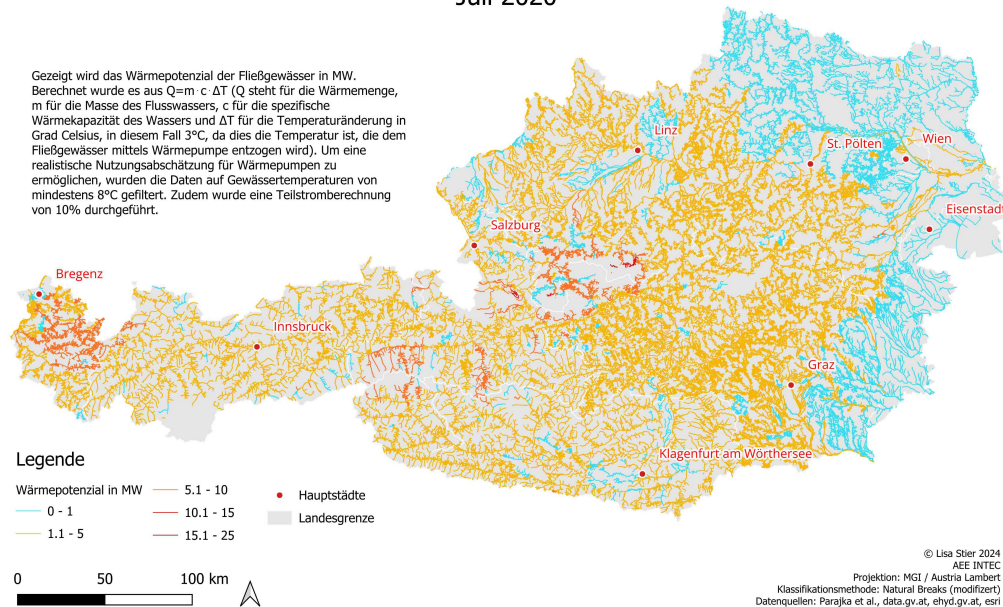 Juli 2020
Gezeigt wird das Wärmepotenzial der Fließgewässer in MW.
Berechnet wurde es aus Q=m·c·ΔT (Q steht für die Wärmemenge,
m für die Masse des Flusswassers, c für die spezifische
Wärmekapazität des Wassers und ΔT für die Temperaturänderung in
Grad Celsius, in diesem Fall 3°C, da dies die Temperatur ist, die dem
Fließgewässer mittels Wärmepumpe entzogen wird). Um eine
realistische Nutzungsabschätzung für Wärmepumpen zu
ermöglichen, wurden die Daten auf Gewässertemperaturen von
mindestens 8°C gefiltert. Zudem wurde eine Teilstromberechnung
von 10% durchgeführt.
Linz
St. Pölten
Wien
Eisenstadt
Salzburg
Bregenz
Innsbruck
Graz
Klagenfurt am Wörthersee
Legende
Wärmepotenzial in MW
0 - 1
1.1 - 5
5.1 - 10
10.1 - 15
15.1 - 25
Hauptstädte
Landesgrenze
0 50 100 km
© Lisa Stier 2024
AEE INTEC
Projektion: MGI / Austria Lambert
Klassifikationsmethode: Natural Breaks (modifizert)
Datenquellen: Parajka et al., data.gv.at, ehyd.gv.at, esri